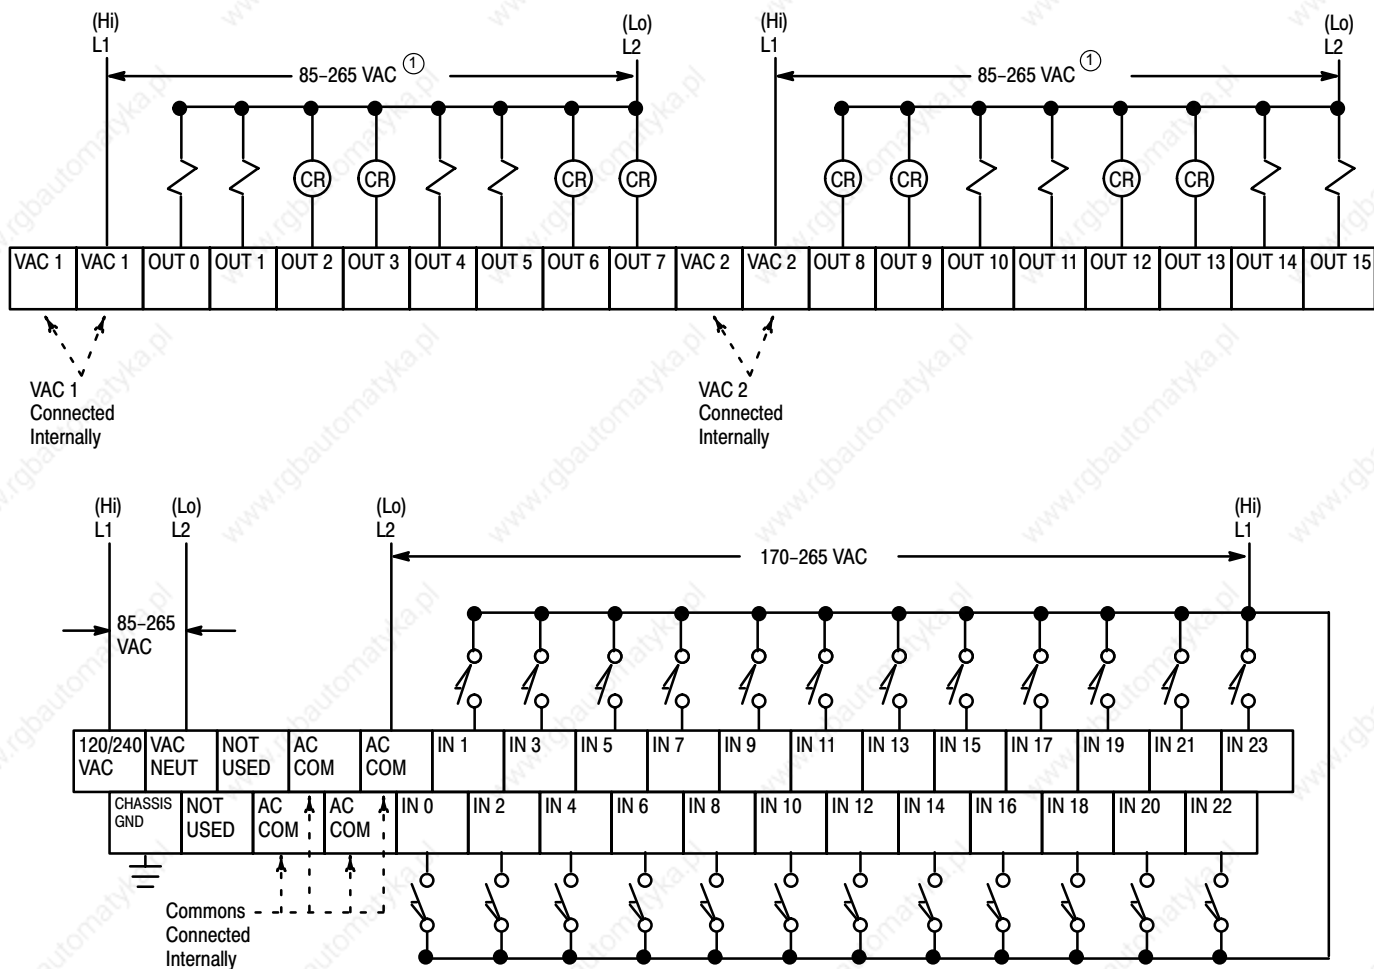 (Hi) (Lo) (Hi) (Lo)
L1 L2 L1 L2
85–265 VAC ① 85–265 VAC ①
CR CR CR CR CR CR CR CR
VAC 1 VAC 1 OUT 0 OUT 1 OUT 2 OUT 3 OUT 4 OUT 5 OUT 6 OUT 7 VAC 2 VAC 2 OUT 8 OUT 9 OUT 10 OUT 11 OUT 12 OUT 13 OUT 14 OUT 15
VAC 1
Connected
Internally
VAC 2
Connected
Internally
(Hi) (Lo) (Lo) (Hi)
L1 L2 L2 L1
170–265 VAC
85–265
VAC
120/240
VAC
VAC
NEUT
NOT
USED
AC
COM
AC
COM
IN 1 IN 3 IN 5 IN 7 IN 9 IN 11 IN 13 IN 15 IN 17 IN 19 IN 21 IN 23
CHASSIS
GND
NOT
USED
AC
COM
AC
COM
IN 0 IN 2 IN 4 IN 6 IN 8 IN 10 IN 12 IN 14 IN 16 IN 18 IN 20 IN 22
Commons
Connected
Internally
www.rgbautomatyka.pl